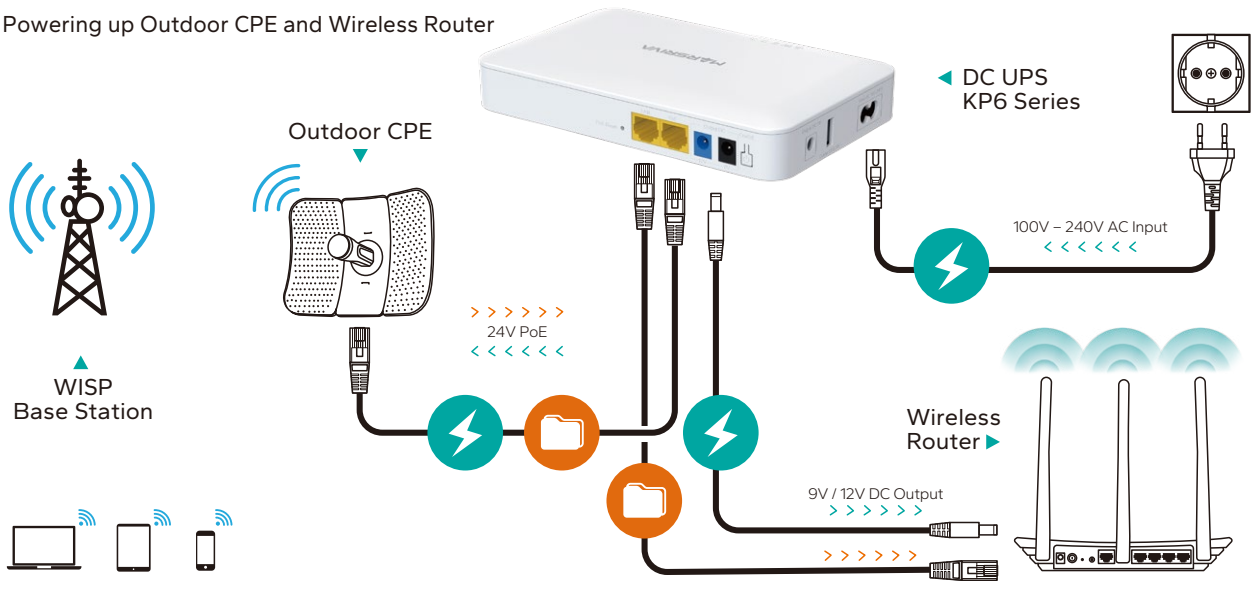 Powering up Outdoor CPE and Wireless Router
MARSRIVA
DC UPS
KP6 Series
Outdoor CPE
100V – 240V AC Input
24V PoE
WISP
Base Station
Wireless
Router
9V / 12V DC Output